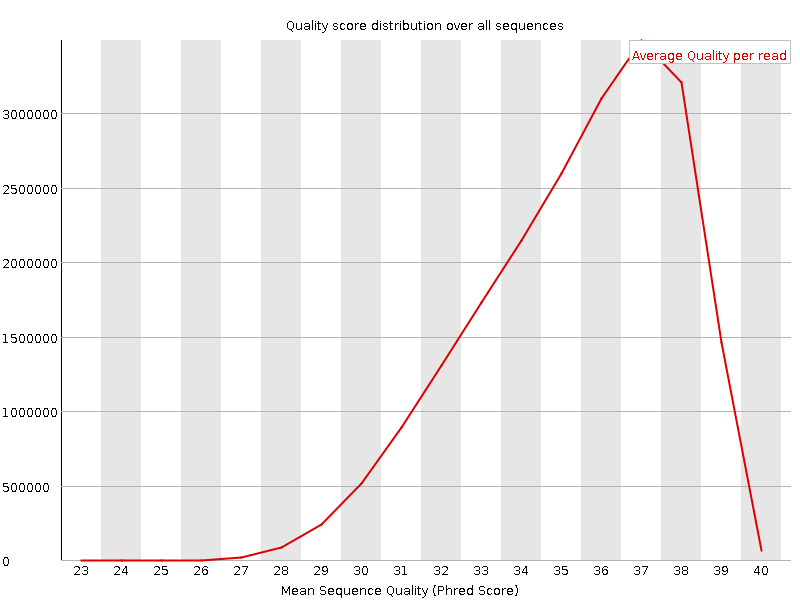 Quality score distribution over all sequences
Average Quality per read
3000000
2500000
2000000
1500000
1000000
500000
0
23 24 25 26 27 28 29 30 31 32 33 34 35 36 37 38 39 40
Mean Sequence Quality (Phred Score)